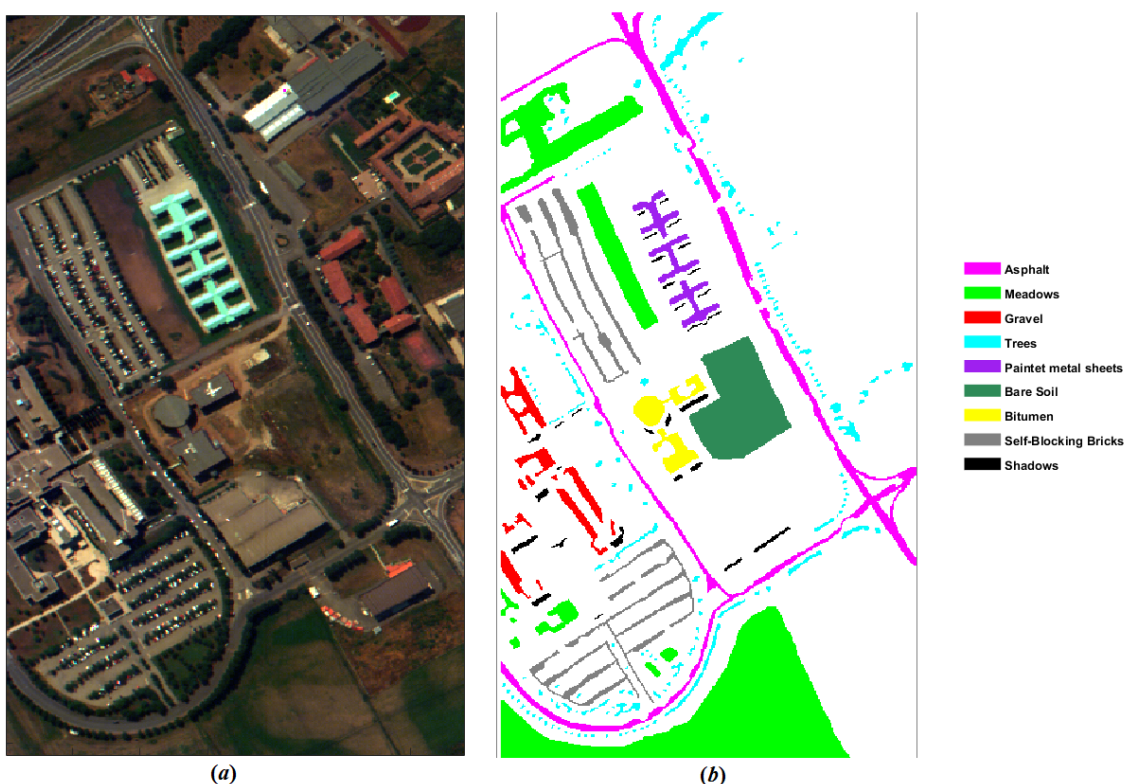 Asphalt
Meadows
Gravel
Trees
Paintet metal sheets
Bare Soil
Bitumen
Self-Blocking Bricks
Shadows
(a)
(b)